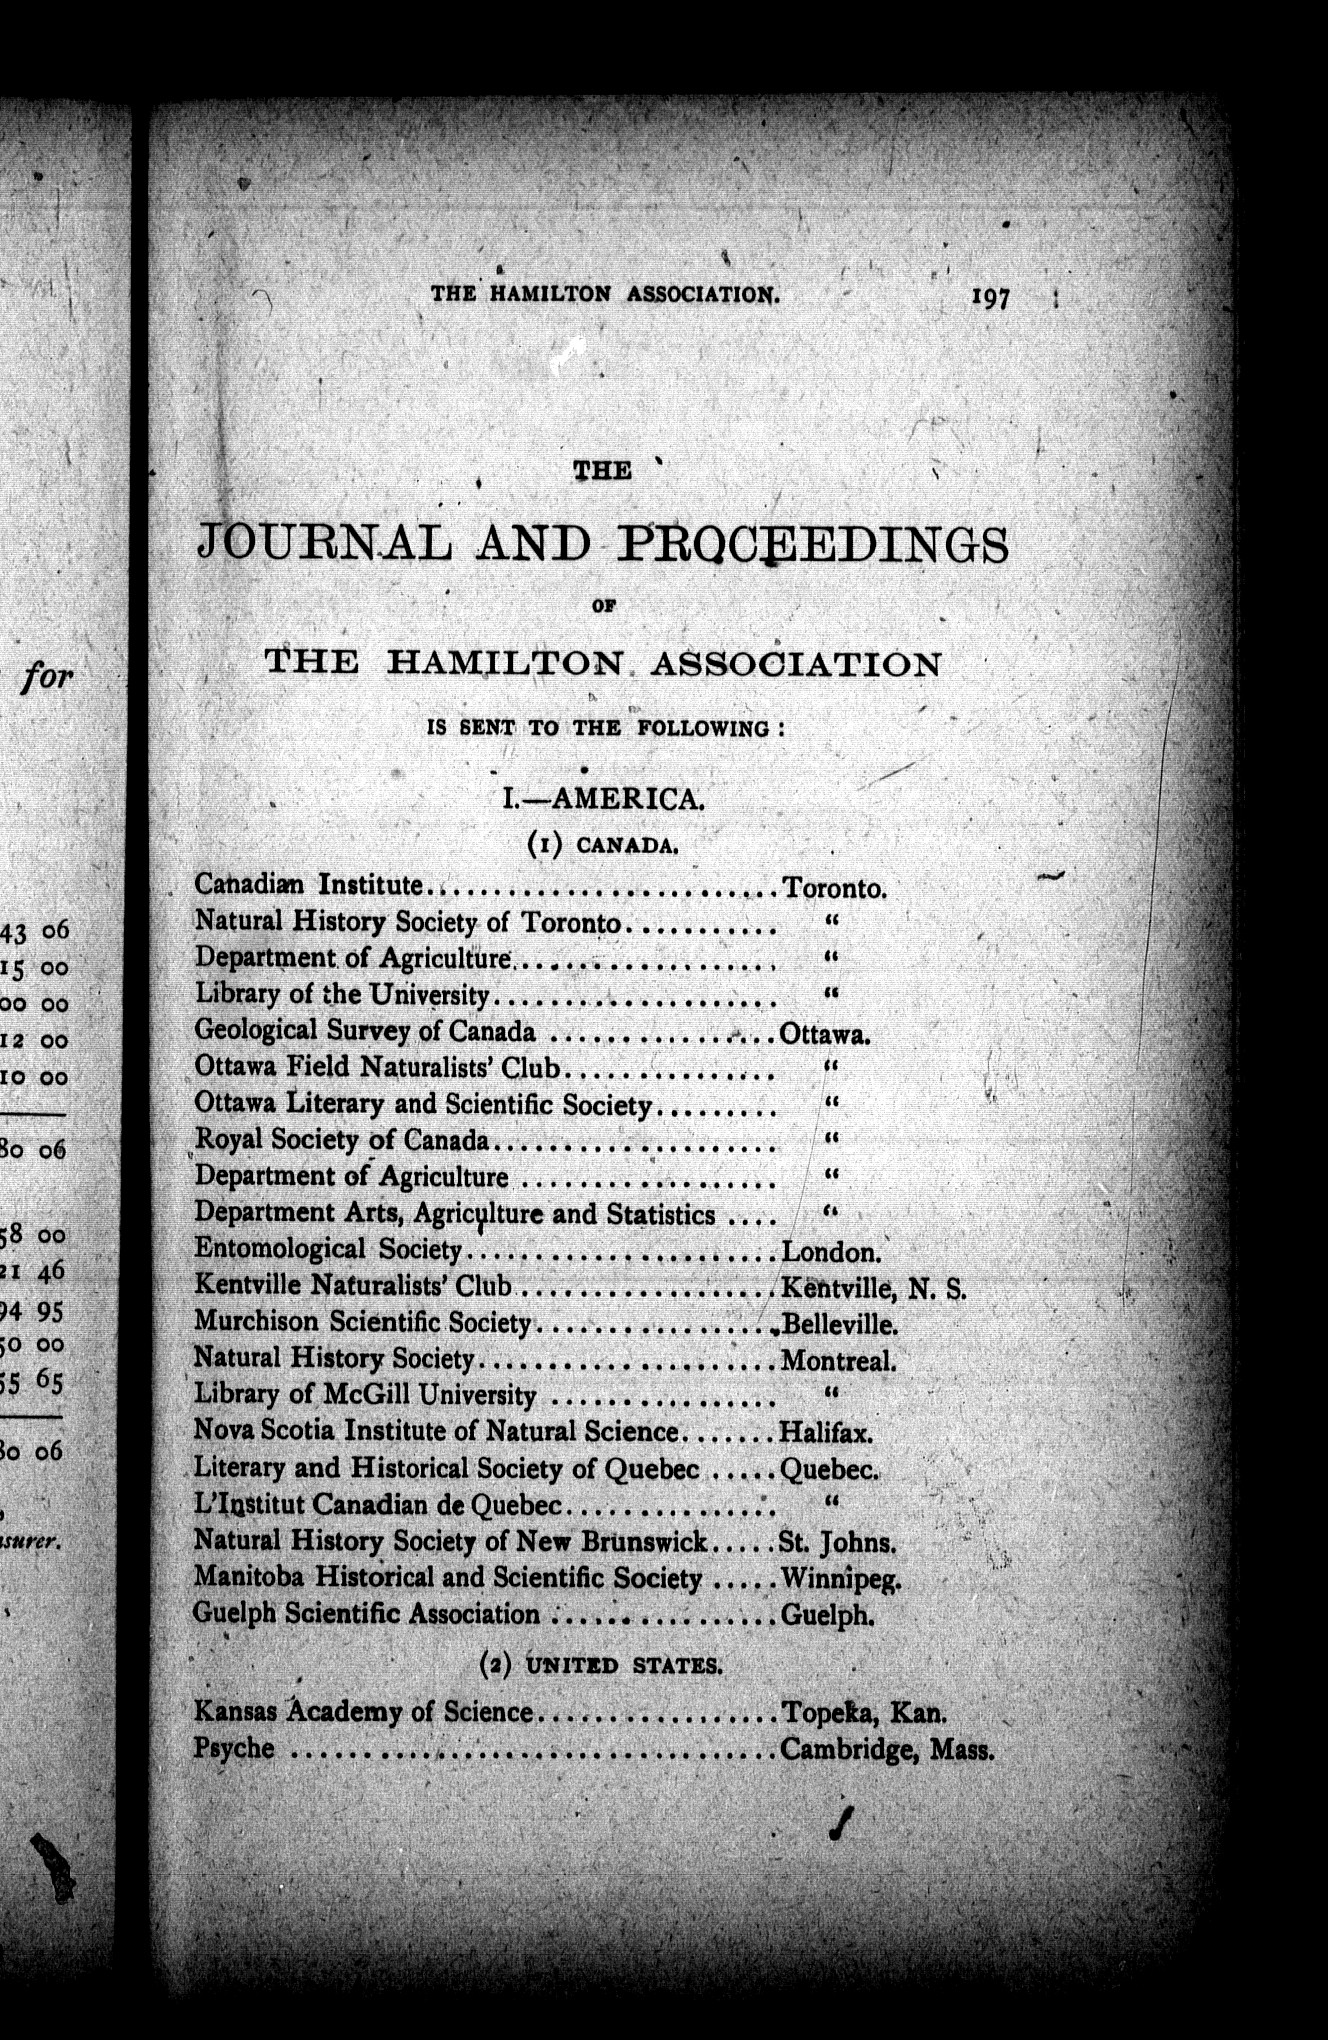 for
43 06
15 00
00 00
12 00
10 00
80 06
58 00
21 46
94 95
50 00
55 65
80 06
surer.
THE HAMILTON ASSOCIATION. 197
THE
JOURNAL AND PROCEEDINGS
OF
THE HAMILTON ASSOCIATION
IS SENT TO THE FOLLOWING :
I.—AMERICA.
(1) CANADA.
Canadian Institute.........................Toronto.
Natural History Society of Toronto........... “
Department of Agriculture................... “
Library of the University.................... “
Geological Survey of Canada ................Ottawa.
Ottawa Field Naturalists’ Club............... “
Ottawa Literary and Scientific Society......... “
Royal Society of Canada.................... “
Department of Agriculture .................. “
Department Arts, Agriculture and Statistics .... “
Entomological Society......................London.
Kentville Naturalists’ Club..................Kentville, N. S.
Murchison Scientific Society.................Belleville.
Natural History Society.....................Montreal.
Library of McGill University ................ “
Nova Scotia Institute of Natural Science.......Halifax.
Literary and Historical Society of Quebec .....Quebec.
L’Institut Canadian de Quebec............... “
Natural History Society of New Brunswick.....St. Johns.
Manitoba Historical and Scientific Society .....Winnipeg.
Guelph Scientific Association ................Guelph.
(2) UNITED STATES.
Kansas Academy of Science.................Topeka, Kan.
Psyche ..................................Cambridge, Mass.